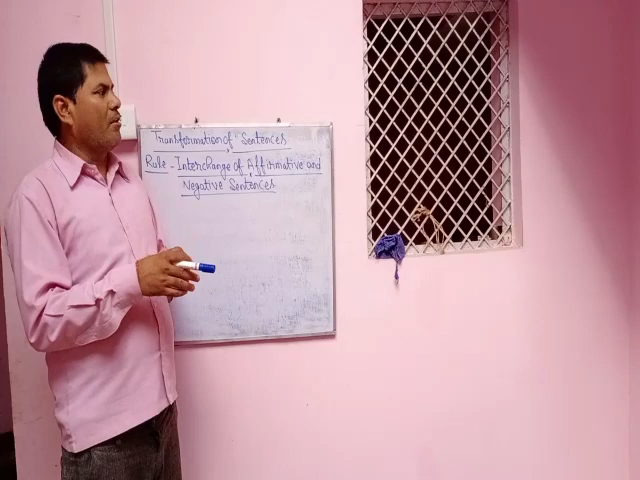 Transformation of Sentences
Rule - Interchange of Affirmative and
Negative Sentences